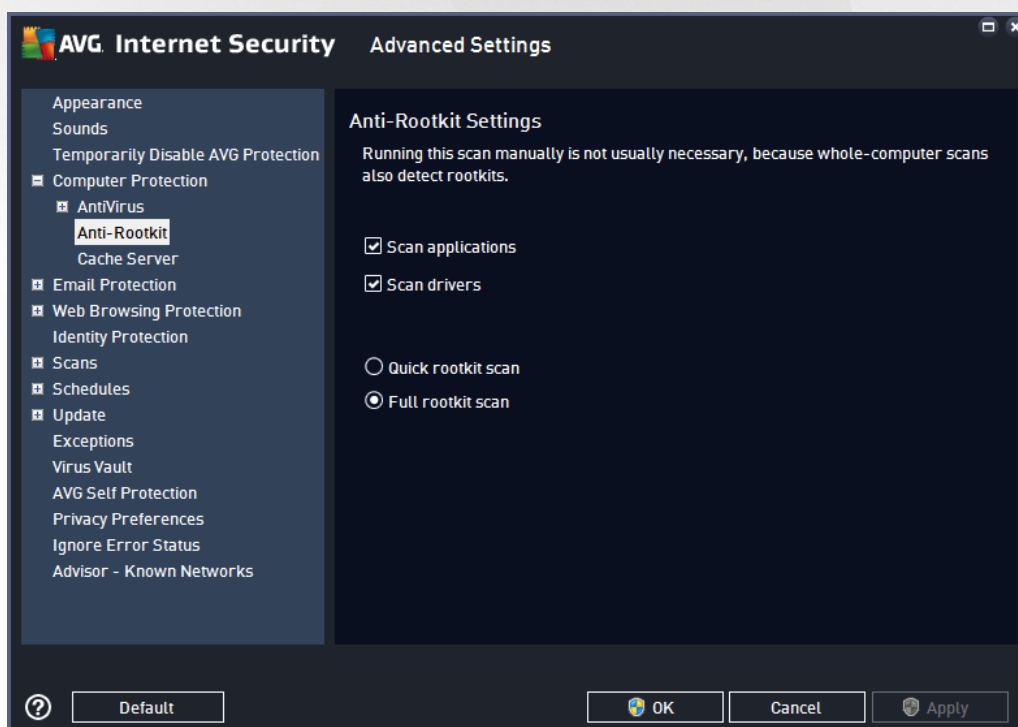 AVG. Internet Security Advanced Settings
Appearance
Sounds
Temporarily Disable AVG Protection
Computer Protection
AntiVirus
Anti-Rootkit
Cache Server
Email Protection
Web Browsing Protection
Identity Protection
Scans
Schedules
Update
Exceptions
Virus Vault
AVG Self Protection
Privacy Preferences
Ignore Error Status
Advisor - Known Networks
Anti-Rootkit Settings
Running this scan manually is not usually necessary, because whole-computer scans
also detect rootkits.
Scan applications
Scan drivers
Quick rootkit scan
Full rootkit scan
? Default OK Cancel Apply